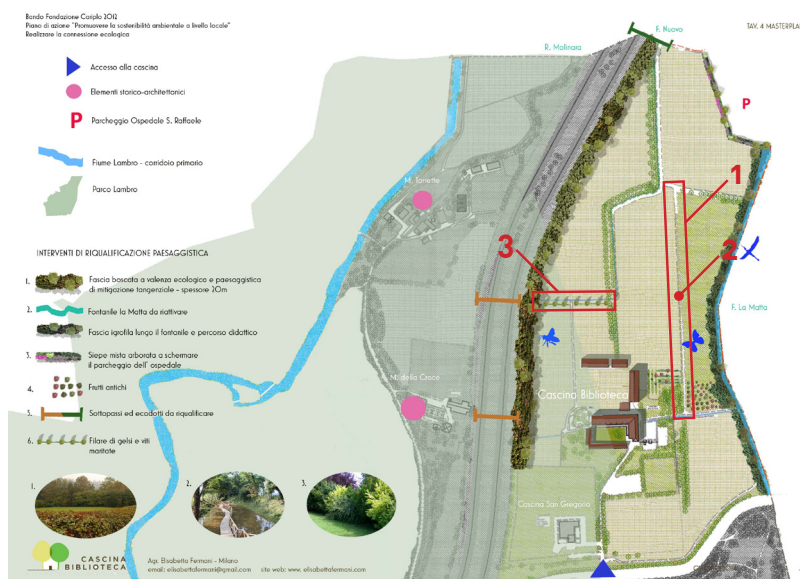 Bando Fondazione Cariplo 2012
Piano di azione "Promuovere la sostenibilità ambientale a livello locale"
Realizzare la connessione ecologica
TAV. 4 MASTERPLAN
Accesso alla cascina
Elementi storico-architettonici
P Parcheggio Ospedale S. Raffaele
Fiume Lambro - corridoio primario
Parco Lambro
INTERVENTI DI RIQUALIFICAZIONE PAESAGGISTICA
1. Fascia boscata a valenza ecologica e paesaggistica
di mitigazione tangenziale - spessore 20m
2. Fontanile la Matta da riattivare
Fascia igrofila lungo il fontanile e percorso didattico
3. Siepe mista arborata a schermare
il parcheggio dell' ospedale
4. Frutti antichi
5. Sottopassi ed ecodotti da riqualificare
6. Filare di gelsi e viti
maritate
1.
2.
3.
CASCINA
BIBLIOTECA
Agr. Elisabetta Fermani - Milano
email: elisabettafermani@gmail.com site web: www. elisabettafermani.com
R. Molinara
F. Nuovo
P
M. Torrette
1
2
3
F. La Matta
M. della Croce
Cascina Biblioteca
Cascina San Gregorio